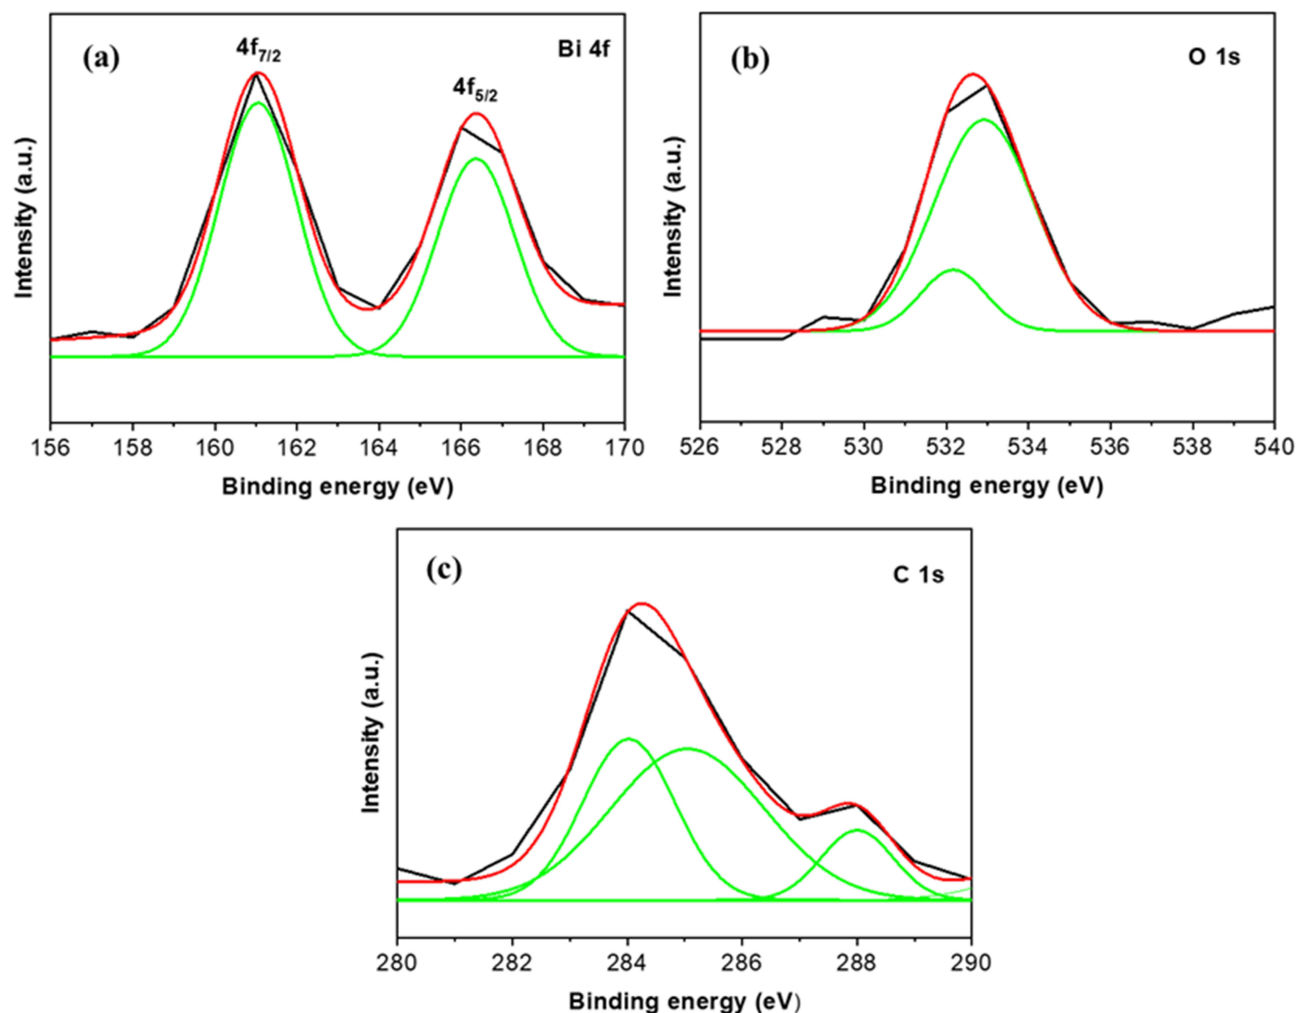 (a)
4f7/2
Bi 4f
4f5/2
Intensity (a.u.)
156 158 160 162 164 166 168 170
Binding energy (eV)
(b)
O 1s
Intensity (a.u.)
526 528 530 532 534 536 538 540
Binding energy (eV)
(c)
C 1s
Intensity (a.u.)
280 282 284 286 288 290
Binding energy (eV)